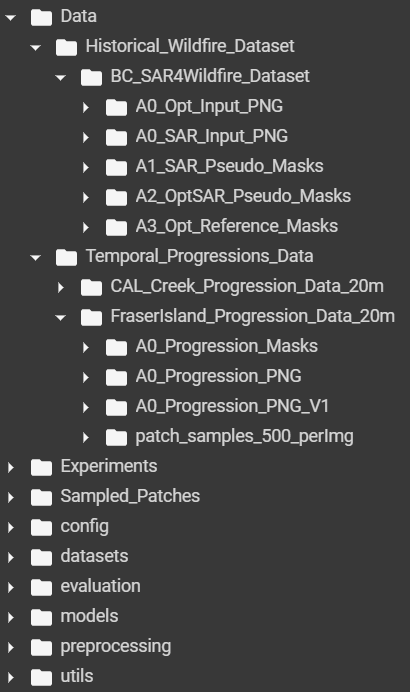 Data
Historical_Wildfire_Dataset
BC_SAR4Wildfire_Dataset
A0_Opt_Input_PNG
A0_SAR_Input_PNG
A1_SAR_Pseudo_Masks
A2_OptSAR_Pseudo_Masks
A3_Opt_Reference_Masks
Temporal_Progressions_Data
CAL_Creek_Progression_Data_20m
FraserIsland_Progression_Data_20m
A0_Progression_Masks
A0_Progression_PNG
A0_Progression_PNG_V1
patch_samples_500_perImg
Experiments
Sampled_Patches
config
datasets
evaluation
models
preprocessing
utils